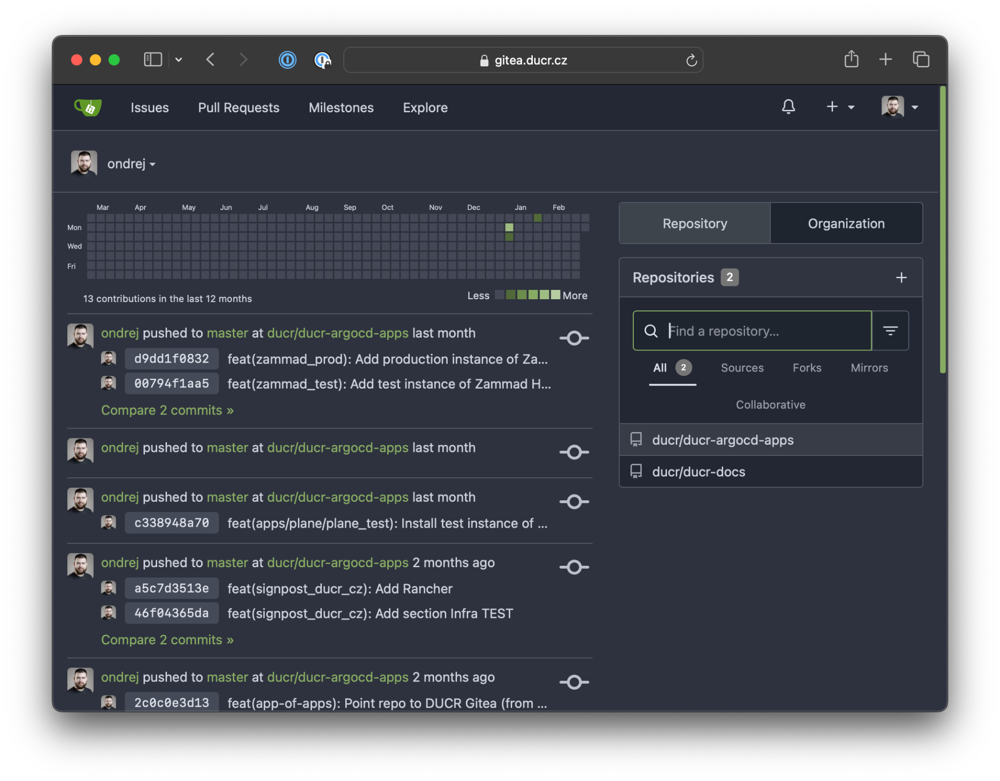 gitea.ducr.cz
Issues Pull Requests Milestones Explore
ondrej
Mar Apr May Jun Jul Aug Sep Oct Nov Dec Jan Feb
Mon
Wed
Fri
13 contributions in the last 12 months
Less More
ondrej pushed to master at ducr/ducr-argocd-apps last month
d9dd1f0832 feat(zammad_prod): Add production instance of Za...
00794f1aa5 feat(zammad_test): Add test instance of Zammad H...
Compare 2 commits »
ondrej pushed to master at ducr/ducr-argocd-apps last month
ondrej pushed to master at ducr/ducr-argocd-apps last month
c338948a70 feat(apps/plane/plane_test): Install test instance of ...
ondrej pushed to master at ducr/ducr-argocd-apps 2 months ago
a5c7d3513e feat(signpost_ducr_cz): Add Rancher
46f04365da feat(signpost_ducr_cz): Add section Infra TEST
Compare 2 commits »
ondrej pushed to master at ducr/ducr-argocd-apps 2 months ago
2c0c0e3d13 feat(app-of-apps): Point repo to DUCR Gitea (from ...
Repository Organization
Repositories 2
Find a repository...
All 2 Sources Forks Mirrors
Collaborative
ducr/ducr-argocd-apps
ducr/ducr-docs